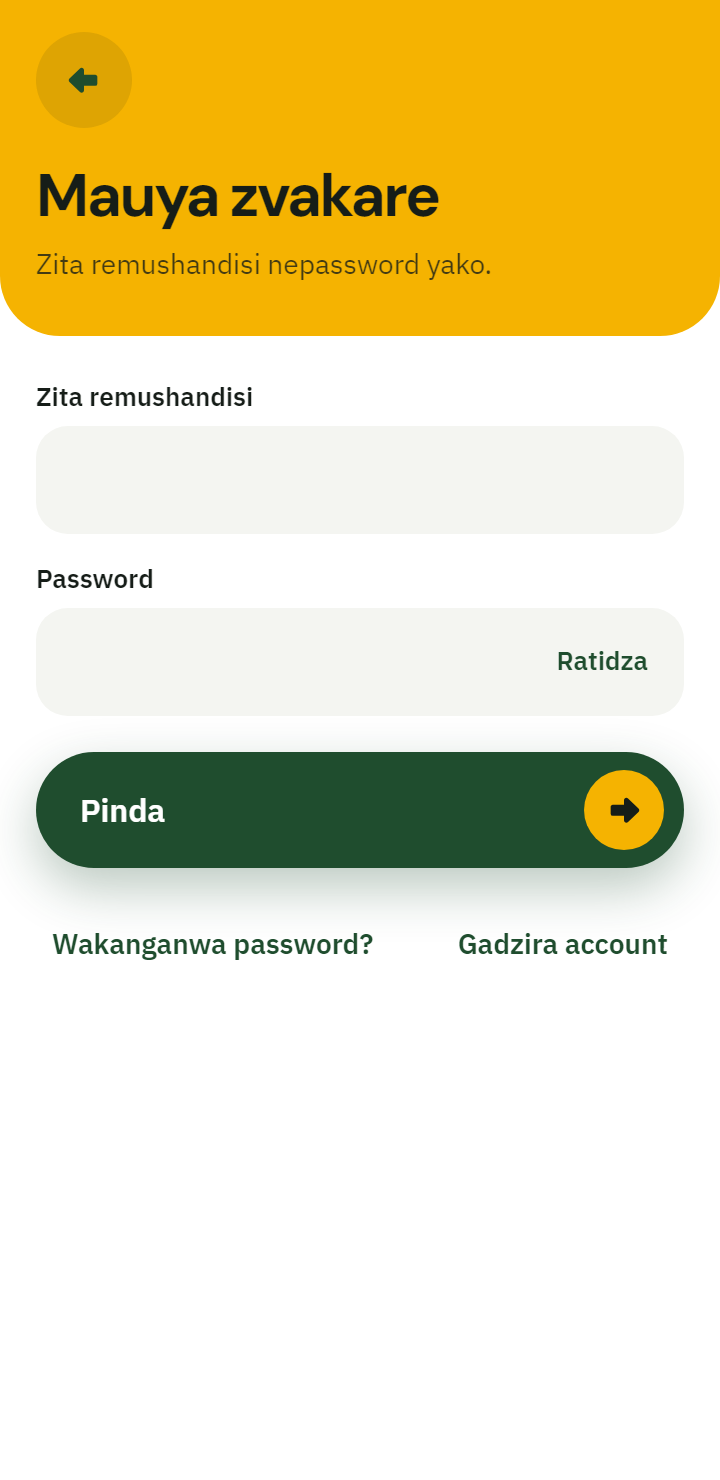 Mauya zvakare
Zita remushandisi nepassword yako.
Zita remushandisi
Password
Ratidza
Pinda
Wakanganwa password?
Gadzira account